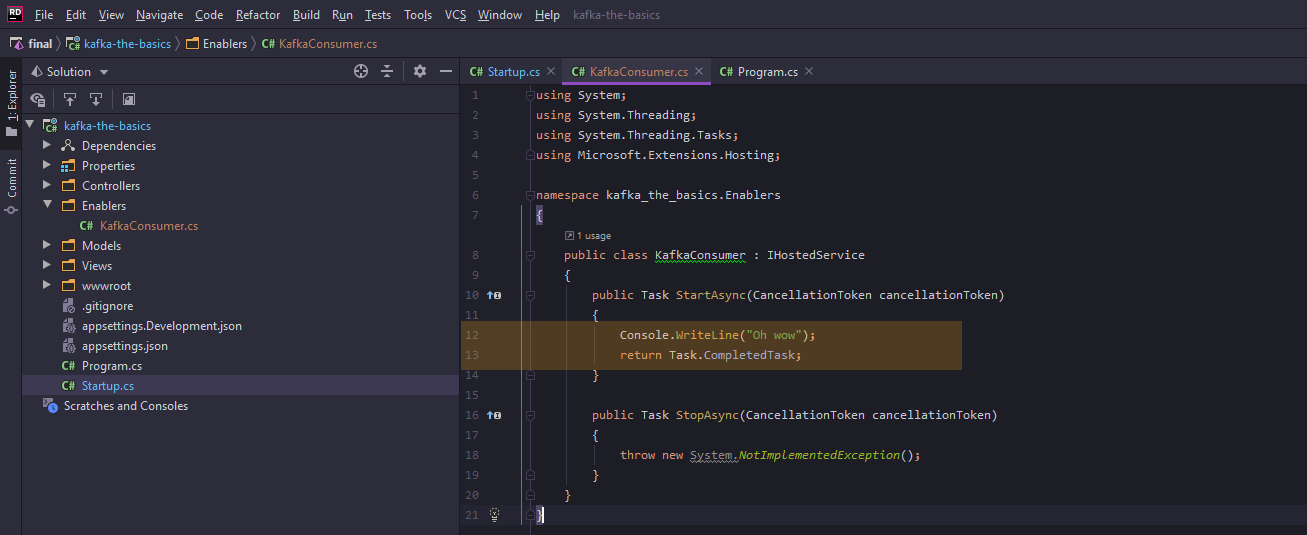 RD File Edit View Navigate Code Refactor Build Run Tests Tools VCS Window Help kafka-the-basics
final kafka-the-basics Enablers C# KafkaConsumer.cs
1: Explorer
Commit
Solution
kafka-the-basics
Dependencies
Properties
Controllers
Enablers
C# KafkaConsumer.cs
Models
Views
wwwroot
.gitignore
appsettings.Development.json
appsettings.json
C# Program.cs
C# Startup.cs
Scratches and Consoles
C# Startup.cs C# KafkaConsumer.cs C# Program.cs
1 using System;
2 using System.Threading;
3 using System.Threading.Tasks;
4 using Microsoft.Extensions.Hosting;
5
6 namespace kafka_the_basics.Enablers
7 {
1 usage
8 public class KafkaConsumer : IHostedService
9 {
10 public Task StartAsync(CancellationToken cancellationToken)
11 {
12 Console.WriteLine("Oh wow");
13 return Task.CompletedTask;
14 }
15
16 public Task StopAsync(CancellationToken cancellationToken)
17 {
18 throw new System.NotImplementedException();
19 }
20 }
21 }